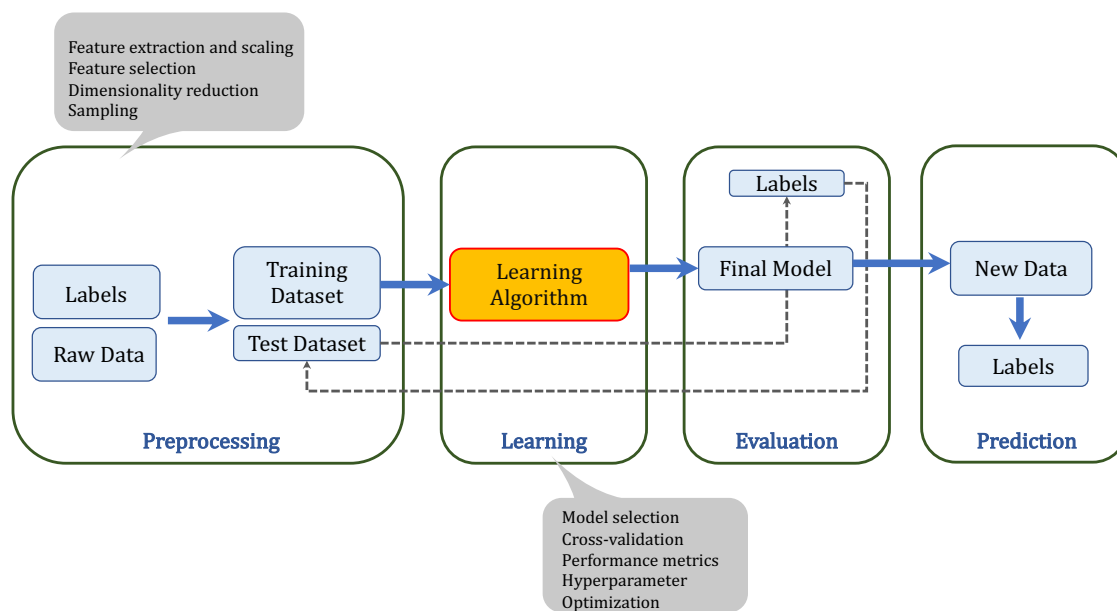 Feature extraction and scaling
Feature selection
Dimensionality reduction
Sampling
Labels
Raw Data
Training
Dataset
Test Dataset
Preprocessing
Learning
Algorithm
Learning
Labels
Final Model
Evaluation
New Data
Labels
Prediction
Model selection
Cross-validation
Performance metrics
Hyperparameter
Optimization